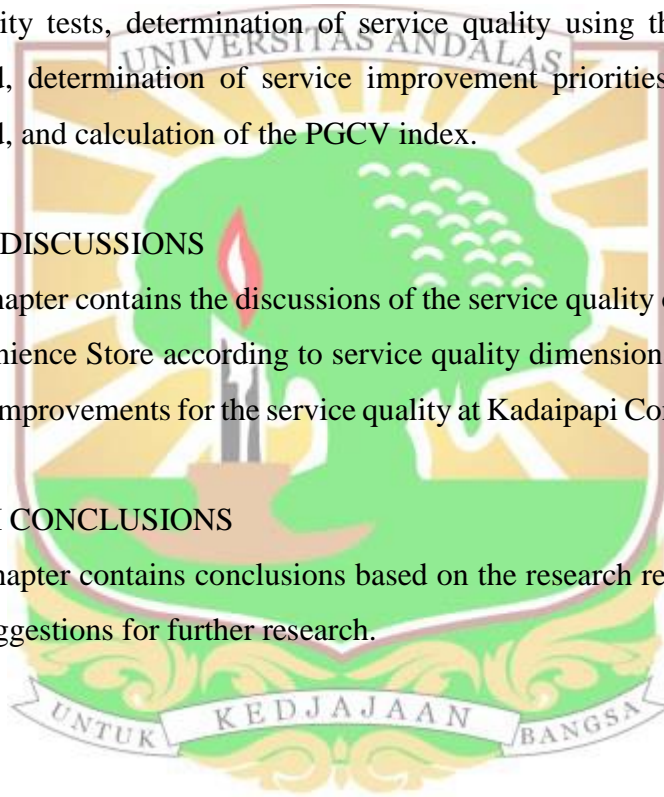 ity tests, determination of service quality using th
UNIVERSITAS ANDALAS
d, determination of service improvement priorities
d, and calculation of the PGCV index.
DISCUSSIONS
hapter contains the discussions of the service quality
nience Store according to service quality dimension
improvements for the service quality at Kadaipapi Co
CONCLUSIONS
hapter contains conclusions based on the research re
ggestions for further research.
UNTUK KEDJAJAAN BANGSA